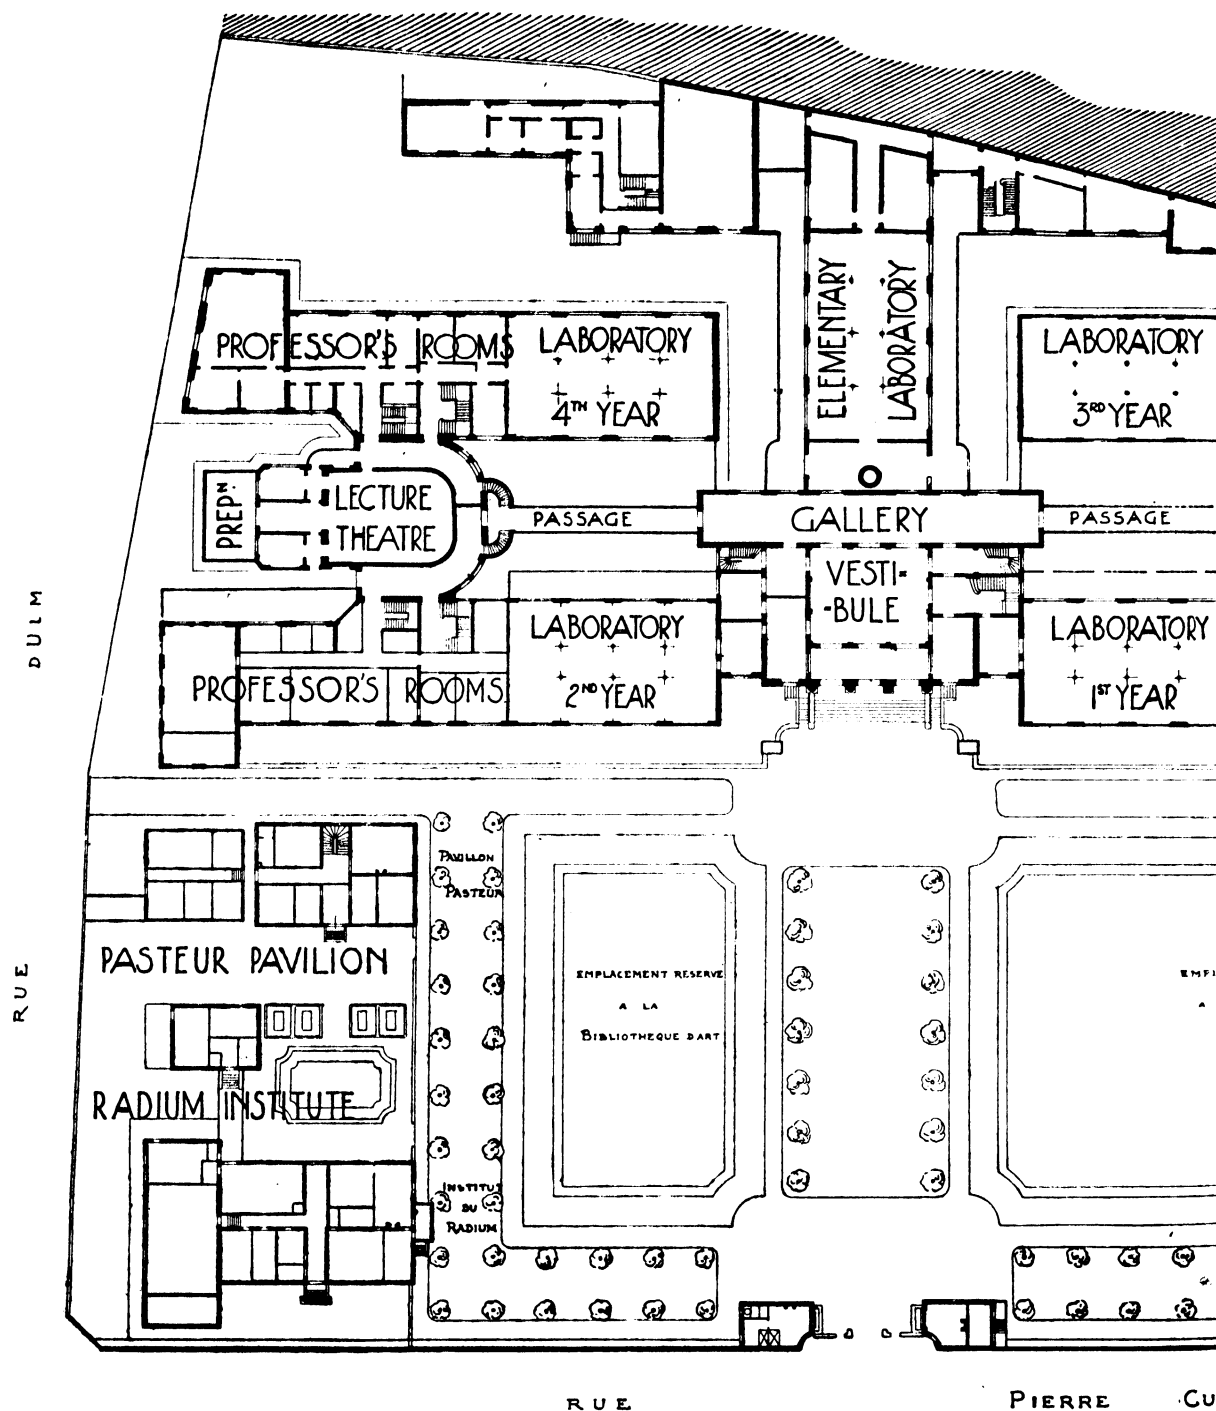 ELEMENTARY
LABORATORY
PROFESSOR'S ROOMS
LABORATORY
4TH YEAR
LABORATORY
3RD YEAR
PREPN.
LECTURE
THEATRE
PASSAGE
GALLERY
PASSAGE
VESTI-
-BULE
LABORATORY
2ND YEAR
LABORATORY
1ST YEAR
PROFESSOR'S ROOMS
RUE DULM
PAVILLON
PASTEUR
PASTEUR PAVILION
EMPLACEMENT RESERVE
A LA
BIBLIOTHEQUE D'ART
EMPL
A
RADIUM INSTITUTE
INSTITUT
DU
RADIUM
RUE PIERRE CU